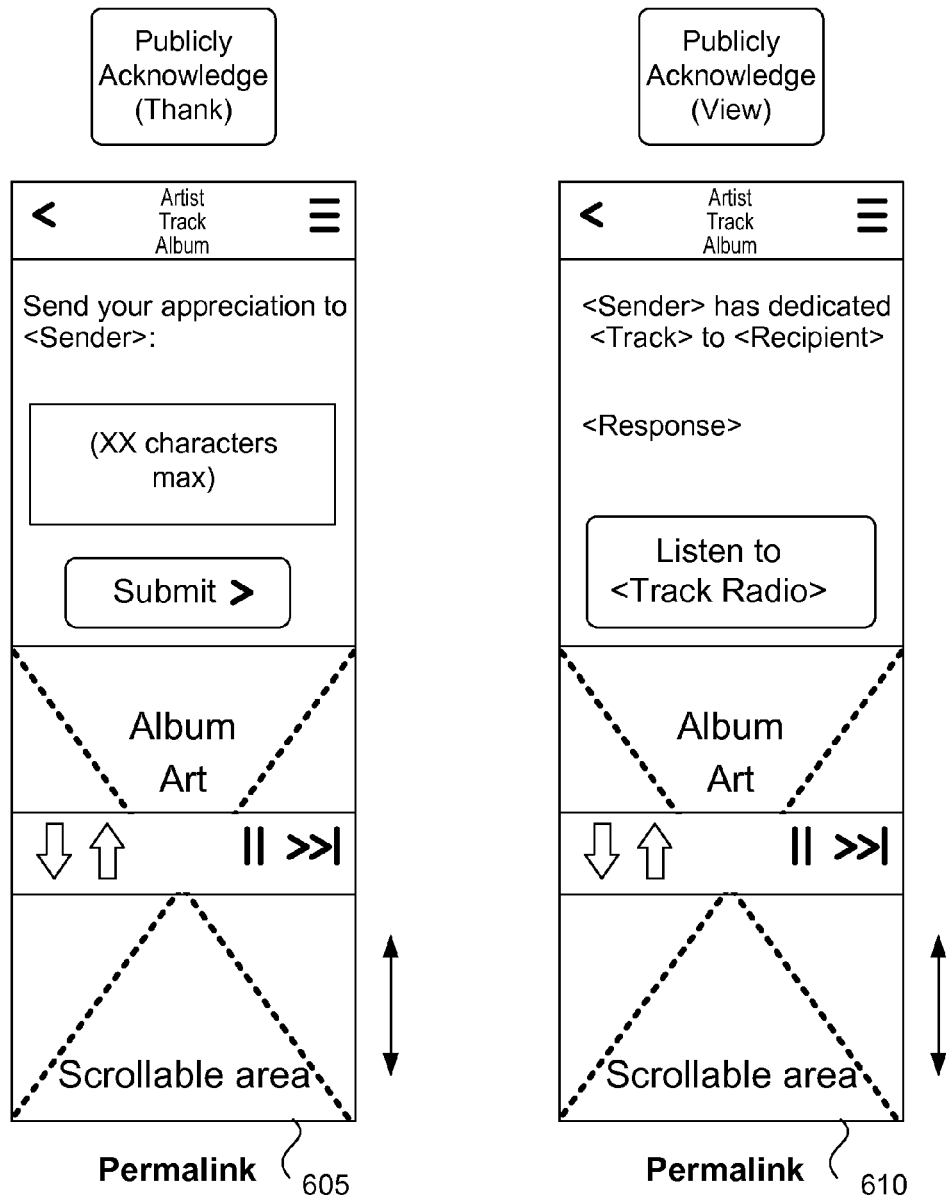 Publicly
Acknowledge
(Thank)
<
Artist
Track
Album
Send your appreciation to
<Sender>:
(XX characters
max)
Submit >
Album
Art
>>|
Scrollable area
Permalink
605
Publicly
Acknowledge
(View)
<
Artist
Track
Album
<Sender> has dedicated
<Track> to <Recipient>
<Response>
Listen to
<Track Radio>
Album
Art
>>|
Scrollable area
Permalink
610